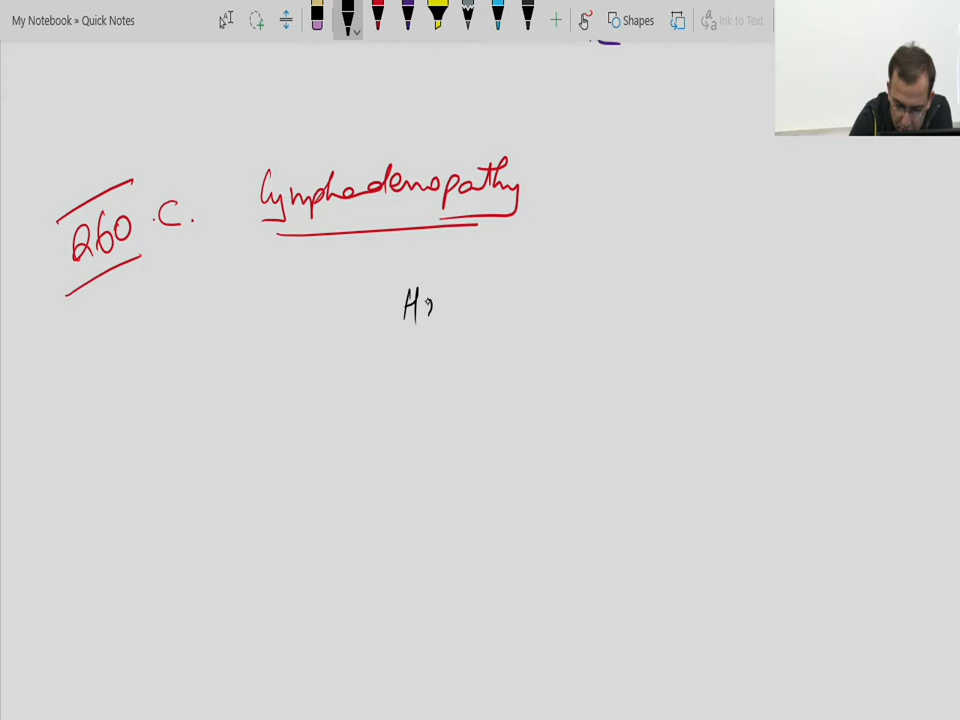 My Notebook » Quick Notes
Shapes
Ink to Text
260 .C. Lymphadenopathy
H